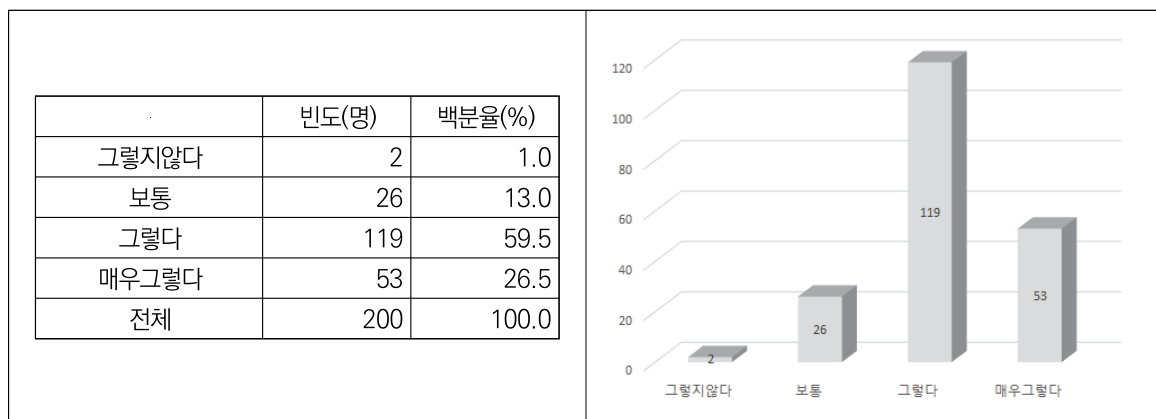 빈도(명) 백분율(%)
그렇지않다 2 1.0
보통 26 13.0
그렇다 119 59.5
매우그렇다 53 26.5
전체 200 100.0
120
100
80
60
40
20
0
119
53
26
2
그렇지않다 보통 그렇다 매우그렇다